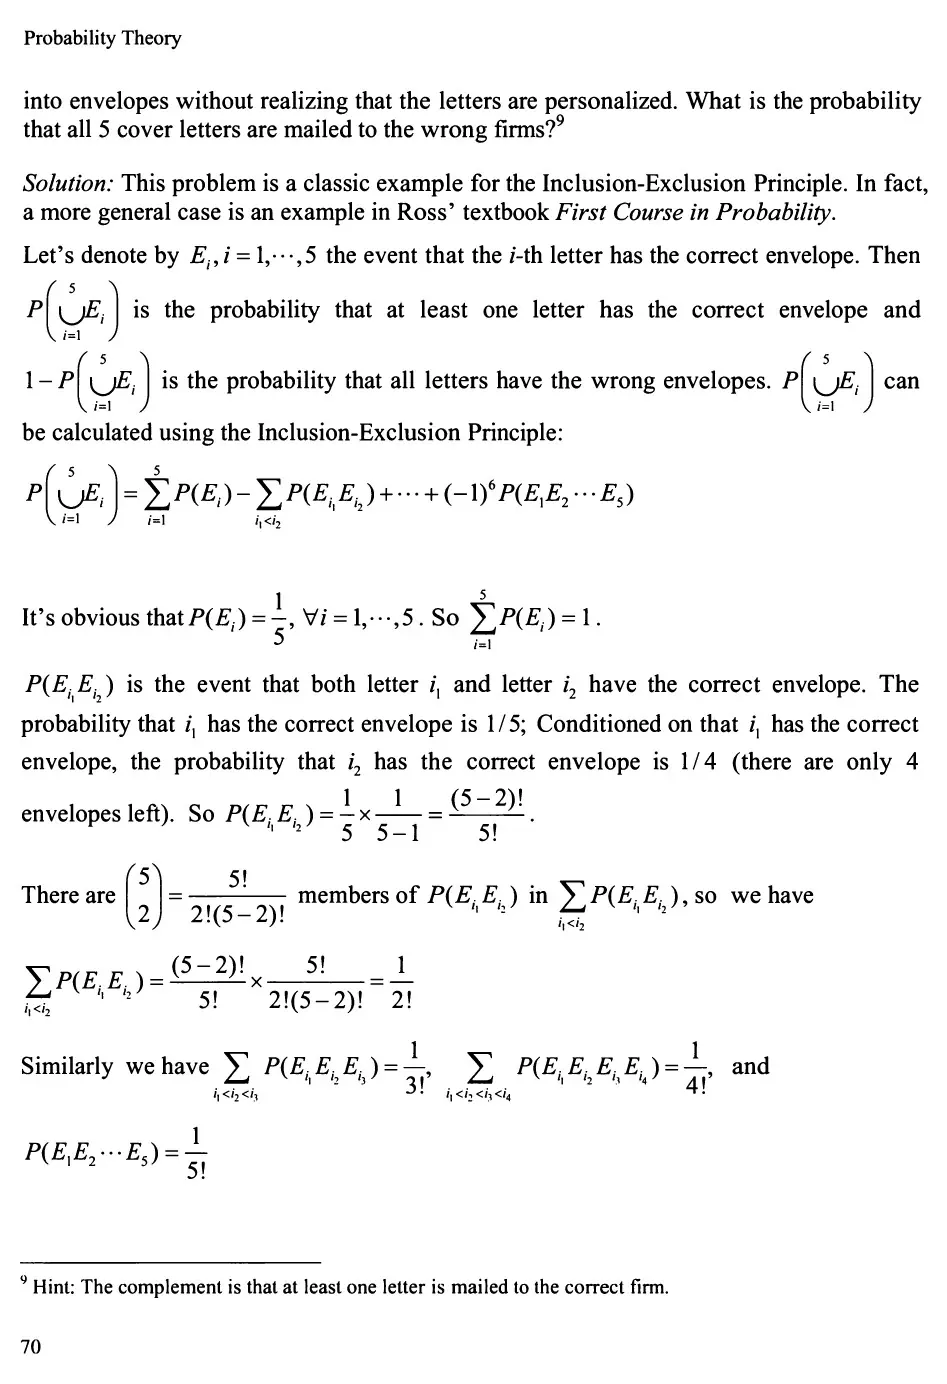 Probability Theory
into envelopes without realizing that the letters are personalized. What is the probability
that all 5 cover letters are mailed to the wrong firms?⁹
Solution: This problem is a classic example for the Inclusion-Exclusion Principle. In fact,
a more general case is an example in Ross’ textbook First Course in Probability.
Let’s denote by E_i, i = 1,⋯,5 the event that the i-th letter has the correct envelope. Then
P(⋃_{i=1}^{5} E_i) is the probability that at least one letter has the correct envelope and
1 − P(⋃_{i=1}^{5} E_i) is the probability that all letters have the wrong envelopes. P(⋃_{i=1}^{5} E_i) can
be calculated using the Inclusion-Exclusion Principle:
P(⋃_{i=1}^{5} E_i) = ∑_{i=1}^{5} P(E_i) − ∑_{i_1<i_2} P(E_{i_1} E_{i_2}) + ⋯ + (−1)^6 P(E_1 E_2 ⋯ E_5)
It’s obvious that P(E_i) = 1/5, ∀i = 1,⋯,5. So ∑_{i=1}^{5} P(E_i) = 1.
P(E_{i_1} E_{i_2}) is the event that both letter i_1 and letter i_2 have the correct envelope. The
probability that i_1 has the correct envelope is 1/5; Conditioned on that i_1 has the correct
envelope, the probability that i_2 has the correct envelope is 1/4 (there are only 4
envelopes left). So P(E_{i_1} E_{i_2}) = 1/5 × 1/(5−1) = (5−2)!/5!.
There are (5 2) = 5!/(2!(5−2)!) members of P(E_{i_1} E_{i_2}) in ∑_{i_1<i_2} P(E_{i_1} E_{i_2}), so we have
∑_{i_1<i_2} P(E_{i_1} E_{i_2}) = (5−2)!/5! × 5!/(2!(5−2)!) = 1/2!
Similarly we have ∑_{i_1<i_2<i_3} P(E_{i_1} E_{i_2} E_{i_3}) = 1/3!, ∑_{i_1<i_2<i_3<i_4} P(E_{i_1} E_{i_2} E_{i_3} E_{i_4}) = 1/4!, and
P(E_1 E_2 ⋯ E_5) = 1/5!
⁹ Hint: The complement is that at least one letter is mailed to the correct firm.
70